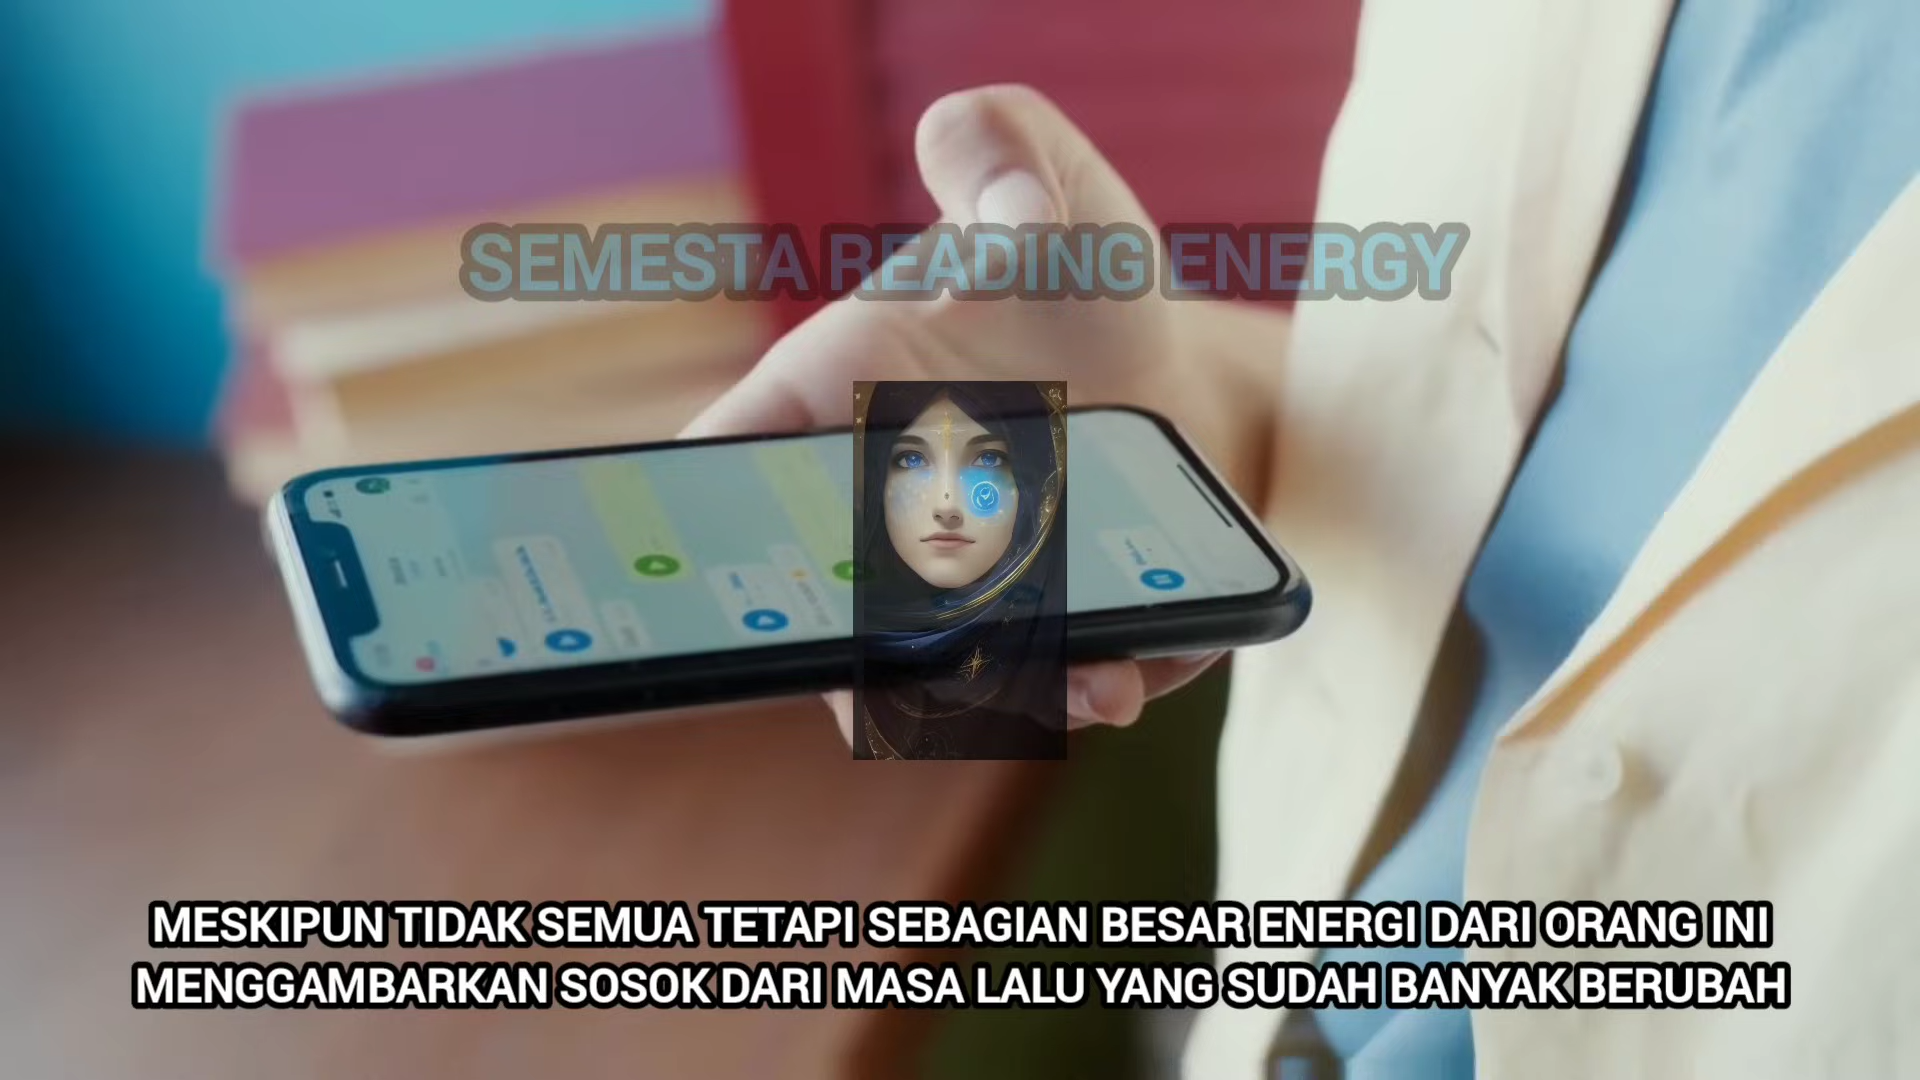 SEMESTA READING ENERGY
MESKIPUN TIDAK SEMUA TETAPI SEBAGIAN BESAR ENERGI DARI ORANG INI
MENGGAMBARKAN SOSOK DARI MASA LALU YANG SUDAH BANYAK BERUBAH